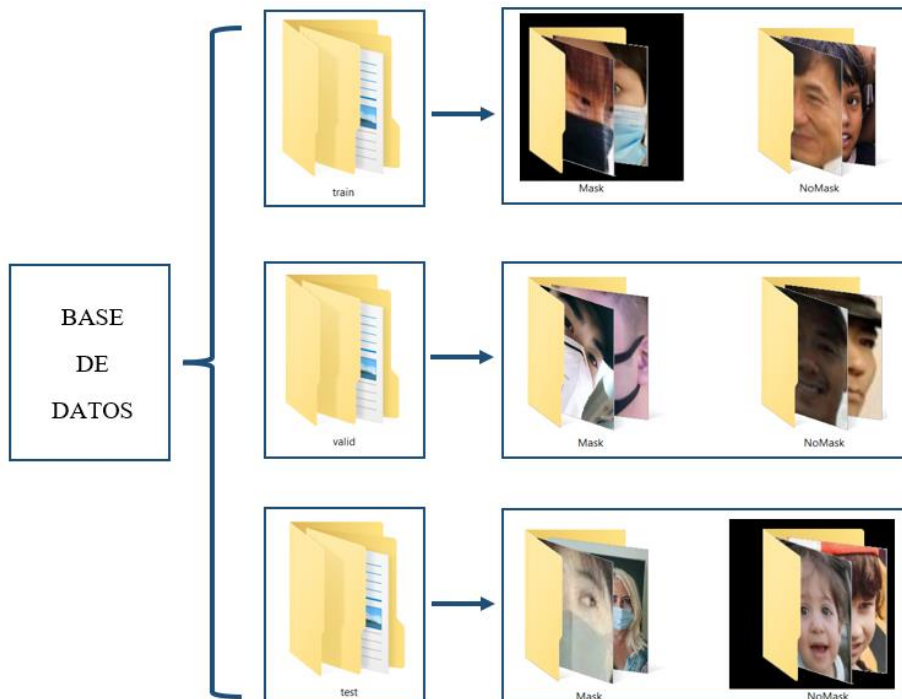 train
Mask
NoMask
BASE
DE
DATOS
valid
Mask
NoMask
test
Mask
NoMask